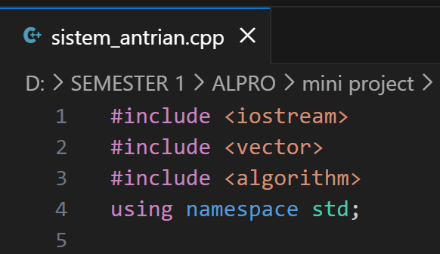 sistem_antrian.cpp
D: > SEMESTER 1 > ALPRO > mini project >
1 #include <iostream>
2 #include <vector>
3 #include <algorithm>
4 using namespace std;
5